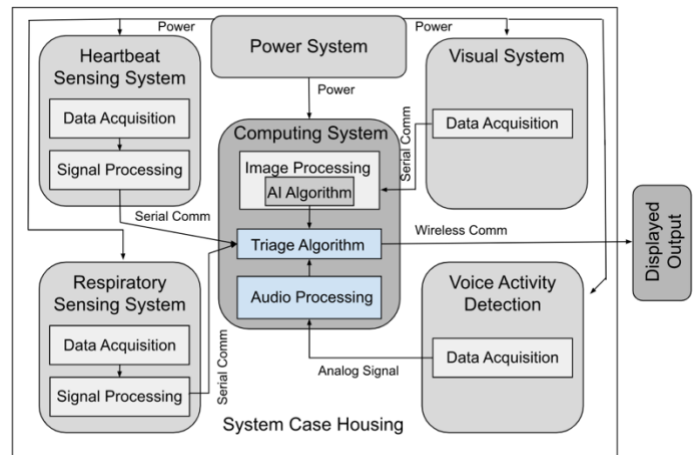 Power
Power System
Power
Heartbeat
Sensing System
Data Acquisition
Signal Processing
Power
Visual System
Data Acquisition
Serial Comm
Computing System
Image Processing
AI Algorithm
Triage Algorithm
Audio Processing
Serial Comm
Wireless Comm
Displayed
Output
Respiratory
Sensing System
Data Acquisition
Signal Processing
Serial Comm
Voice Activity
Detection
Data Acquisition
Analog Signal
System Case Housing